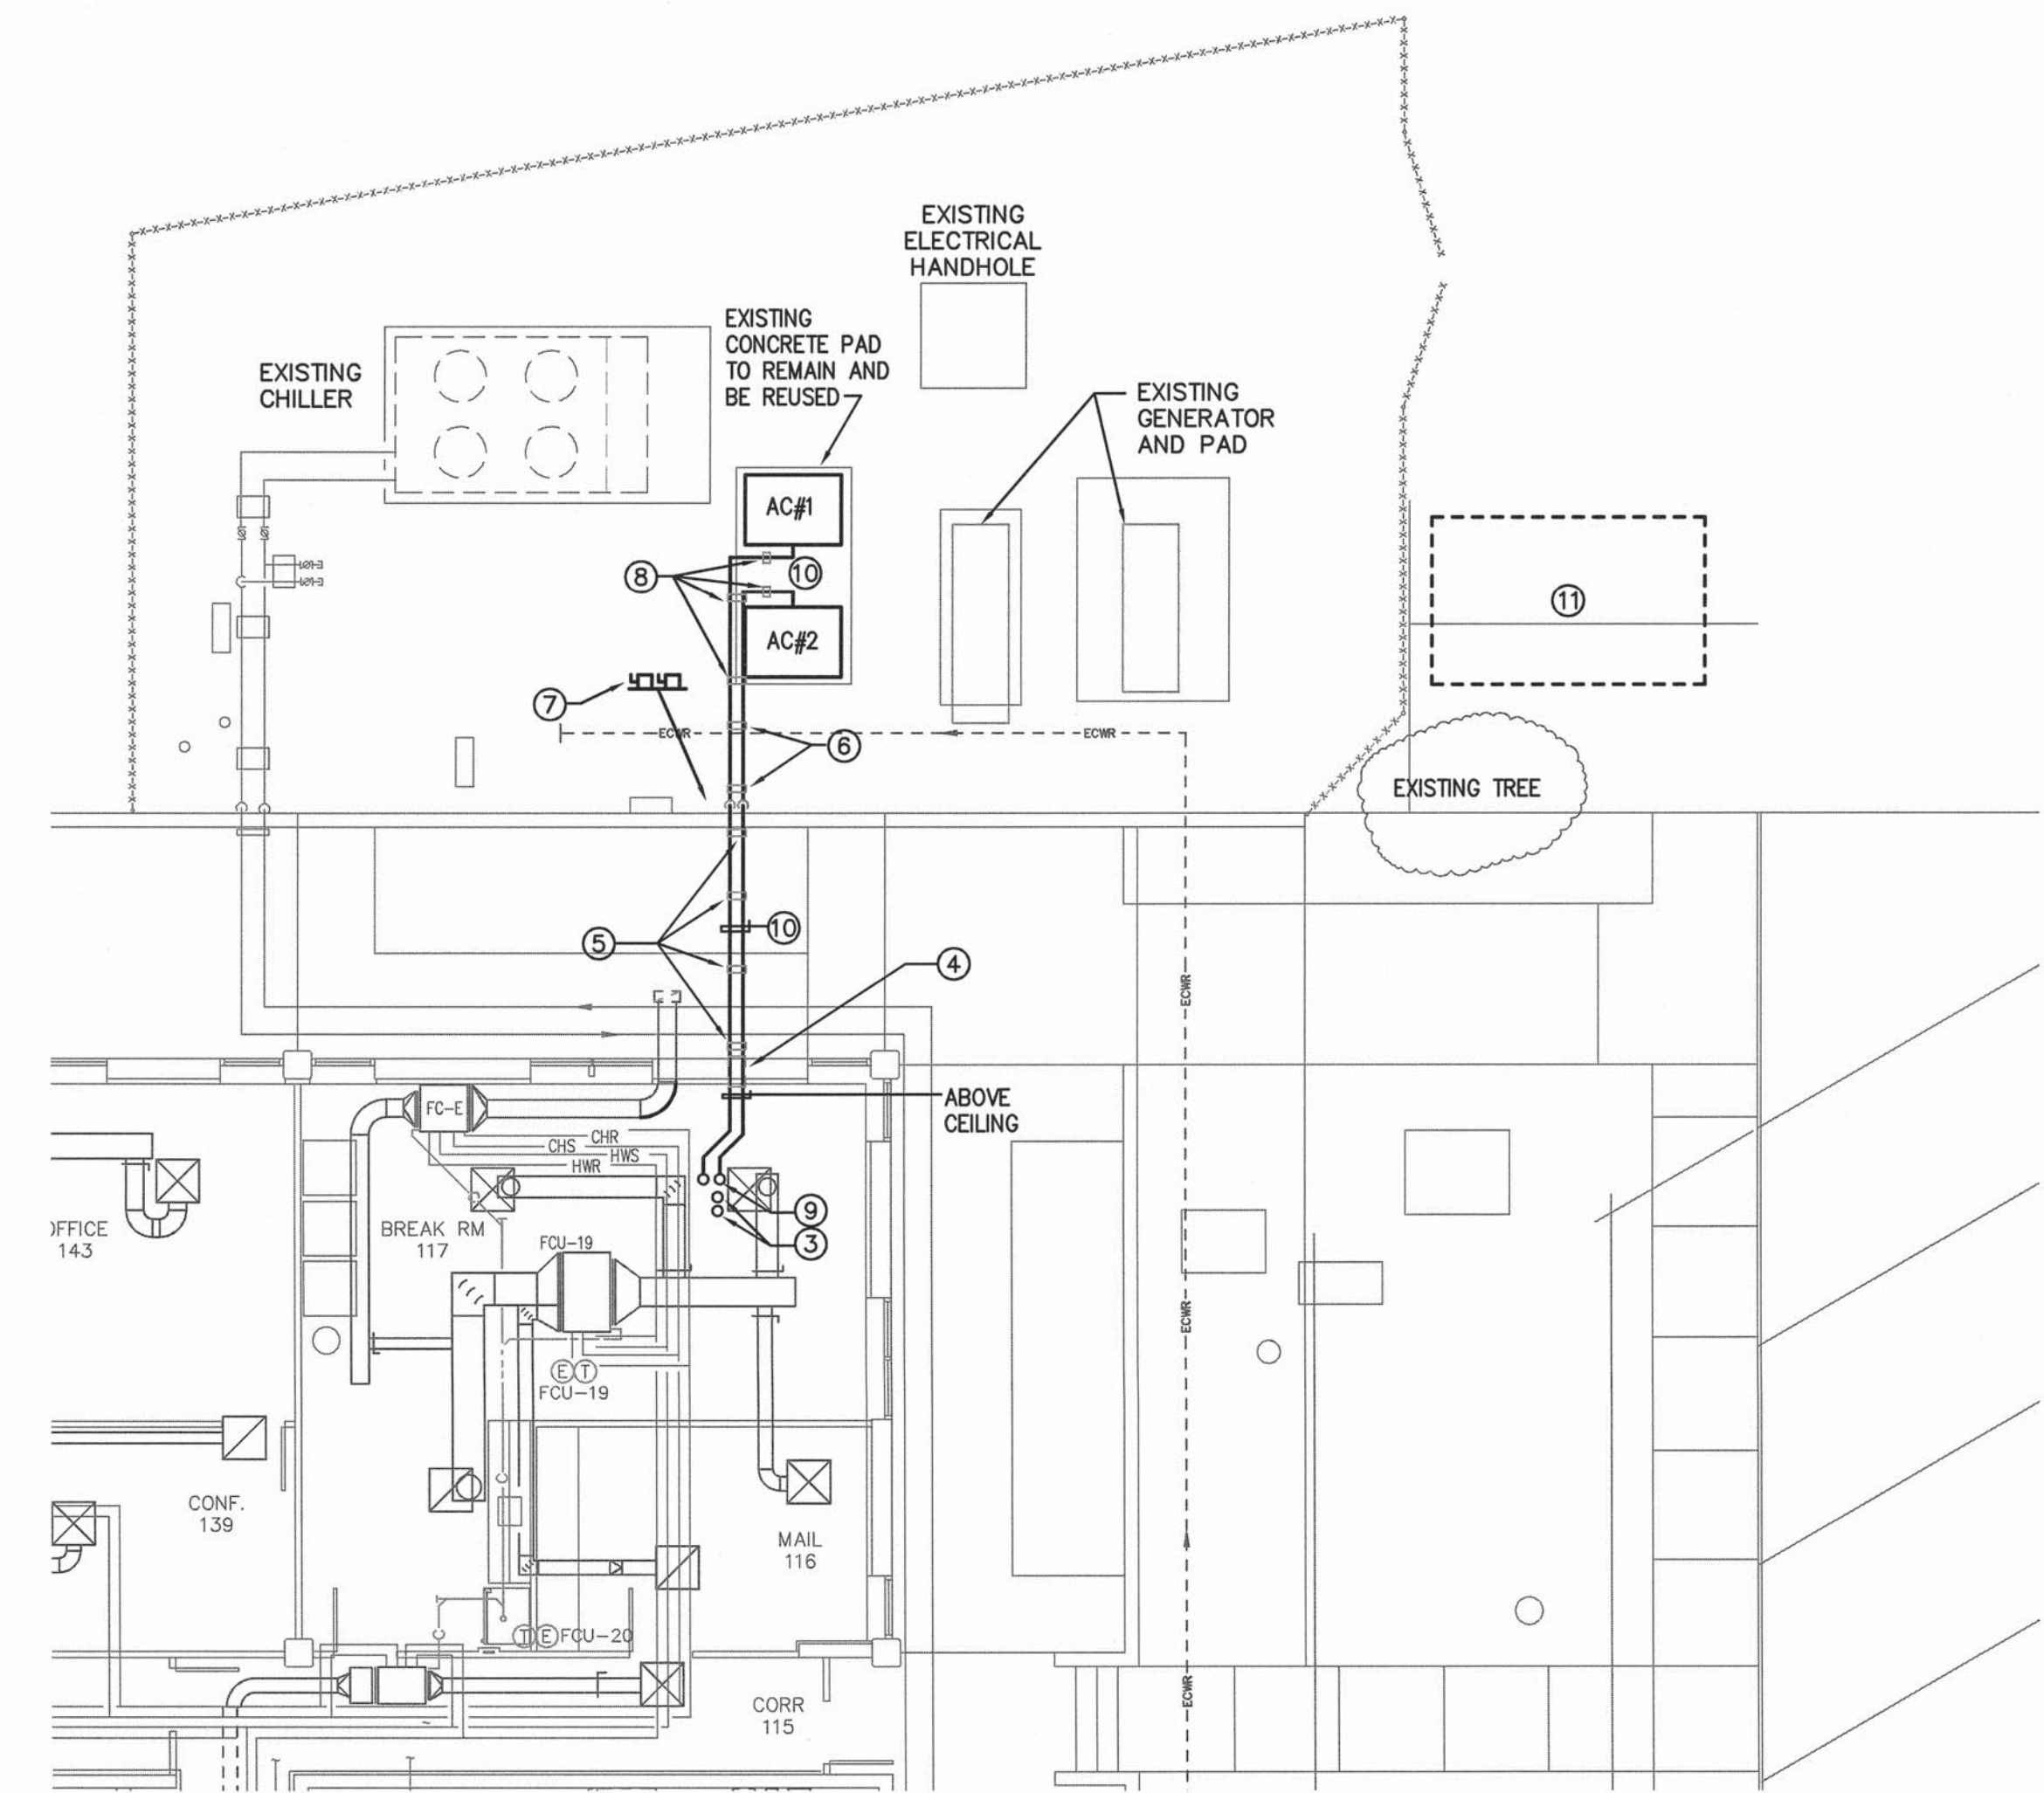 EXISTING
ELECTRICAL
HANDHOLE
EXISTING
CONCRETE PAD
TO REMAIN AND
BE REUSED
EXISTING
CHILLER
EXISTING
GENERATOR
AND PAD
AC#1
10
8
11
AC#2
7
ECWR
ECWR
6
EXISTING TREE
10
5
4
ECWR
ABOVE
CEILING
FC-E
CHR
CHS
HWS
HWR
9
3
OFFICE
143
BREAK RM
117
FCU-19
ECWR
E T
FCU-19
C
CONF.
139
MAIL
116
T E FCU-20
C
ECWR
CORR
115